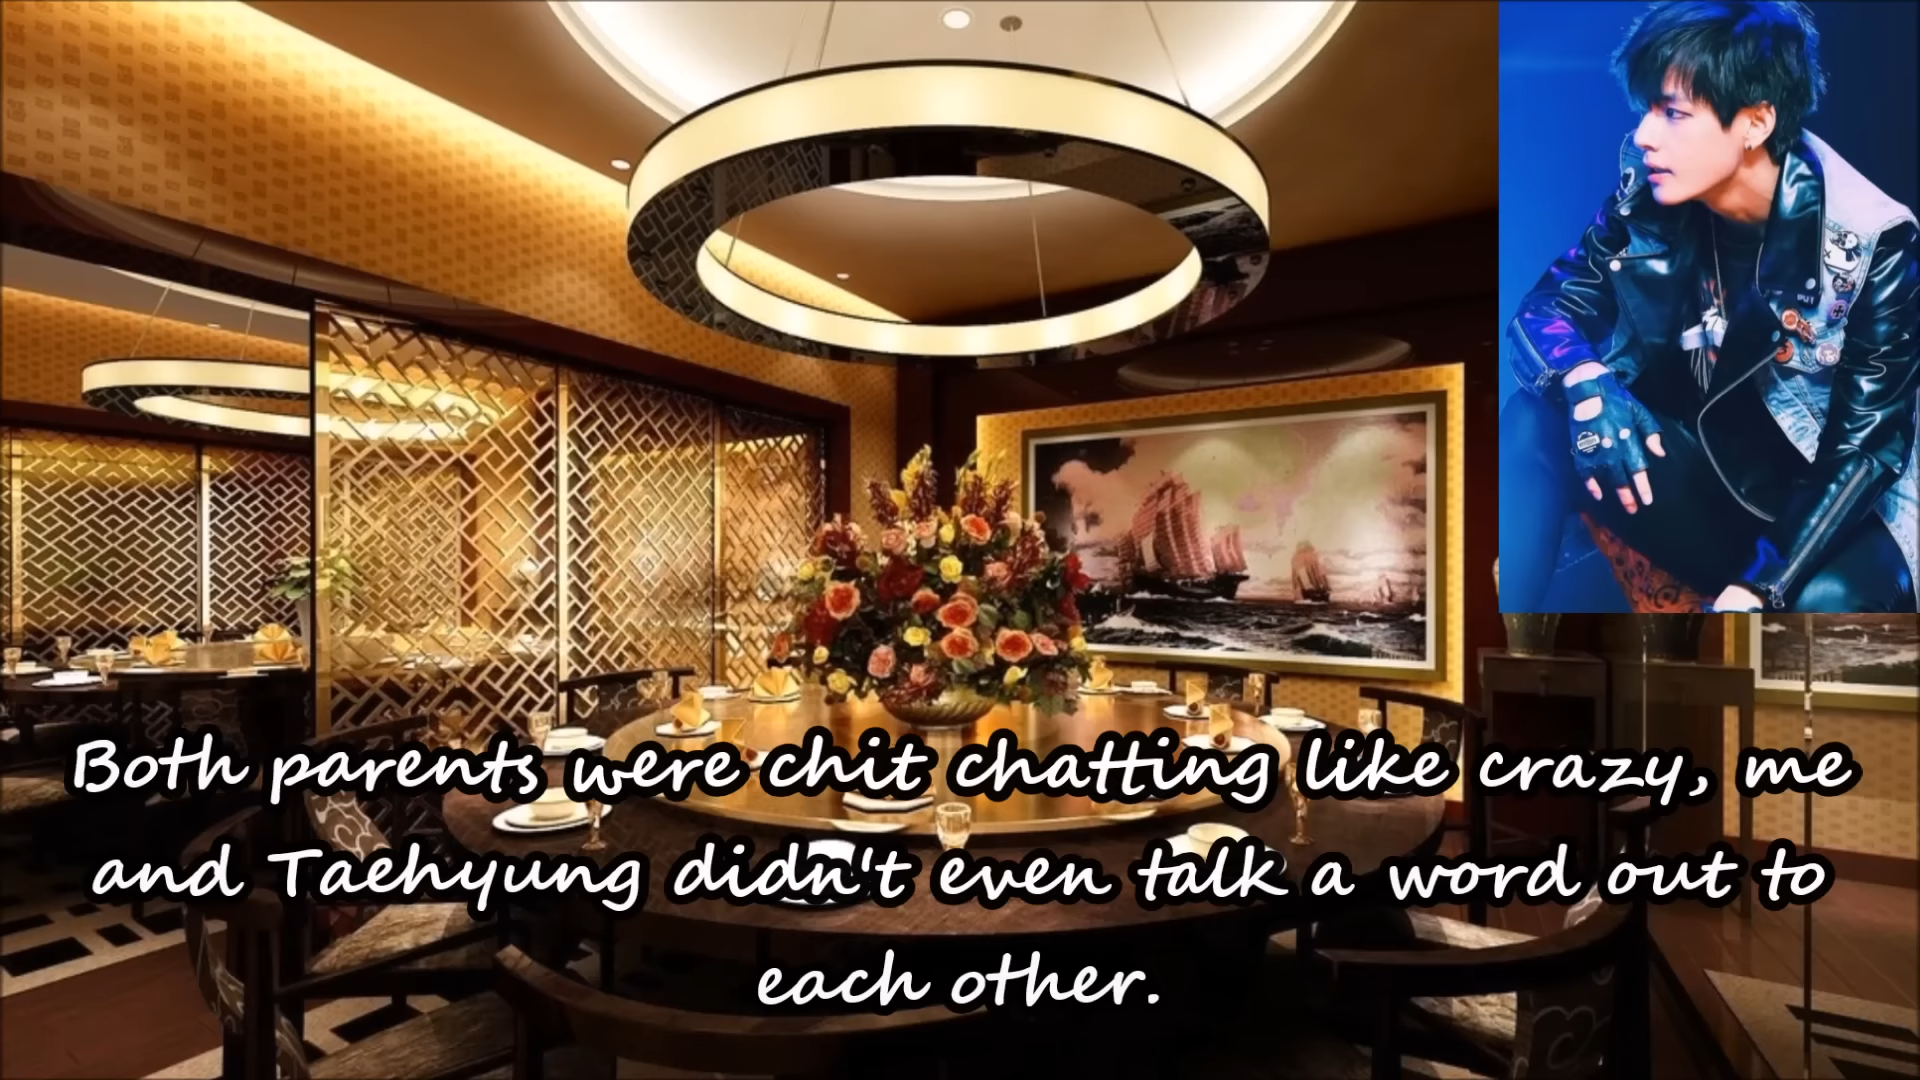 Both parents were chit chatting like crazy, me
and Taehyung didn't even talk a word out to
each other.